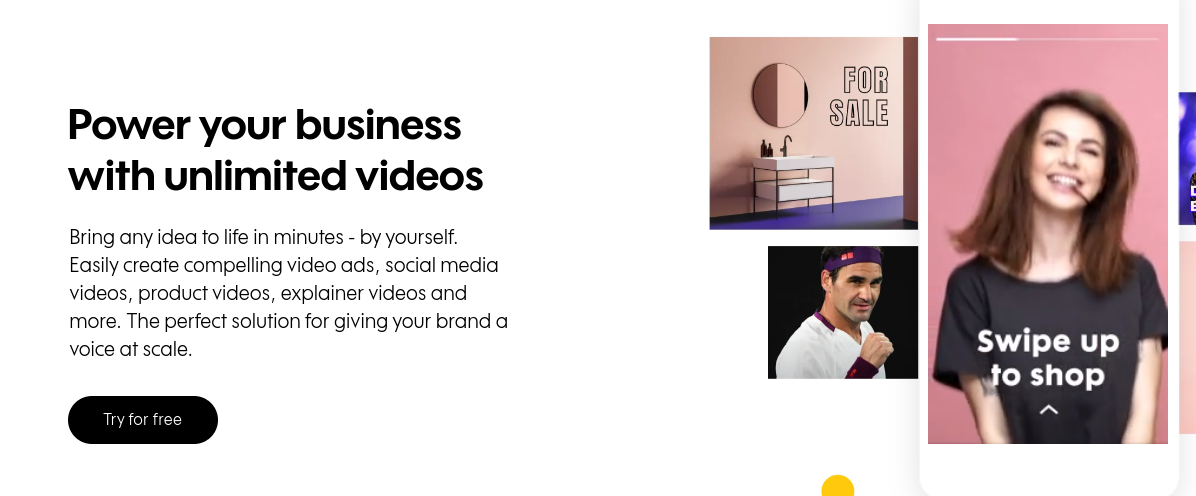 Power your business
with unlimited videos
Bring any idea to life in minutes - by yourself.
Easily create compelling video ads, social media
videos, product videos, explainer videos and
more. The perfect solution for giving your brand a
voice at scale.
Try for free
FOR
SALE
Swipe up
to shop